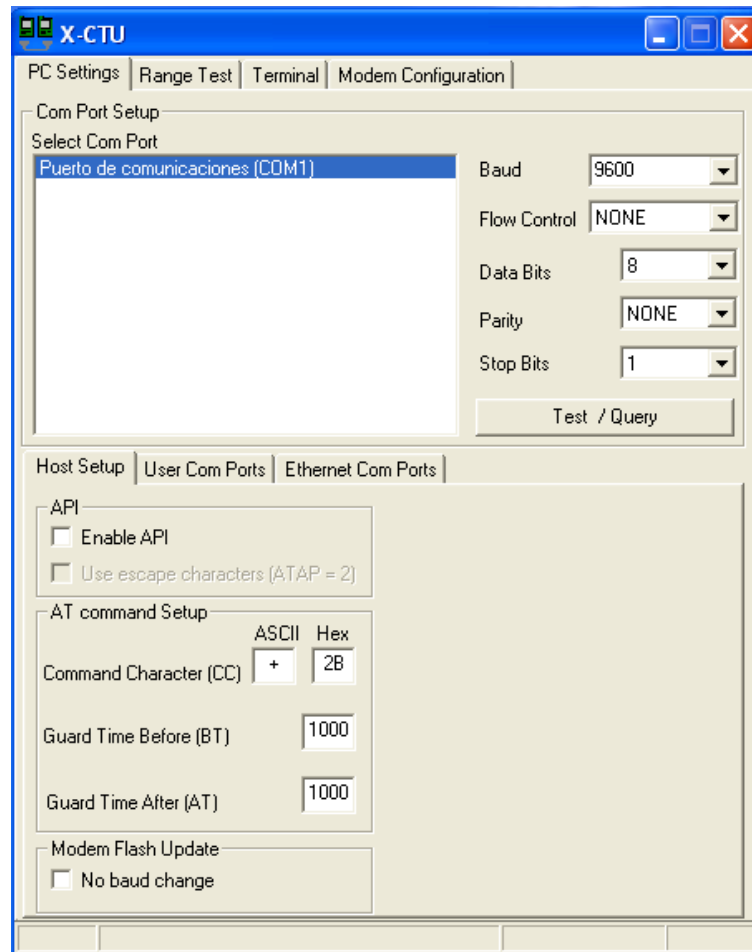 X-CTU
PC Settings Range Test Terminal Modem Configuration
Com Port Setup
Select Com Port
Puerto de comunicaciones (COM1)
Baud 9600
Flow Control NONE
Data Bits 8
Parity NONE
Stop Bits 1
Test / Query
Host Setup User Com Ports Ethernet Com Ports
API
Enable API
Use escape characters (ATAP = 2)
AT command Setup
ASCII Hex
Command Character (CC) + 2B
Guard Time Before (BT) 1000
Guard Time After (AT) 1000
Modem Flash Update
No baud change